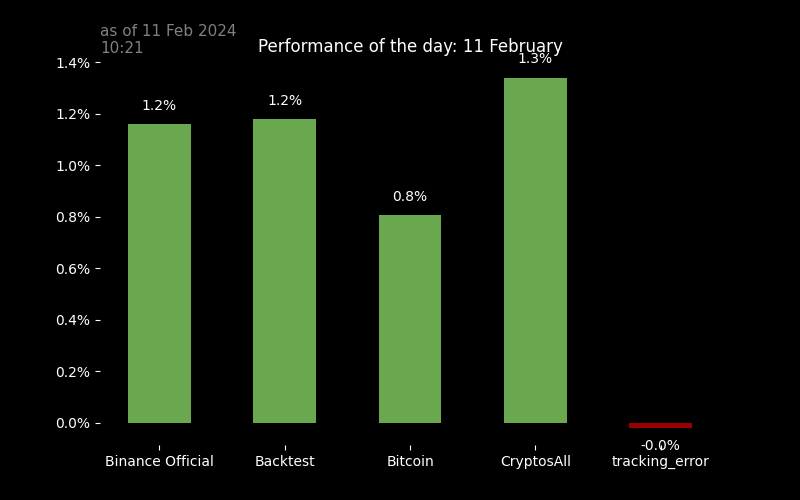 as of 11 Feb 2024
10:21
Performance of the day: 11 February
1.4%
1.2%
1.0%
0.8%
0.6%
0.4%
0.2%
0.0%
1.2%
1.2%
0.8%
1.3%
-0.0%
Binance Official
Backtest
Bitcoin
CryptosAll
tracking_error